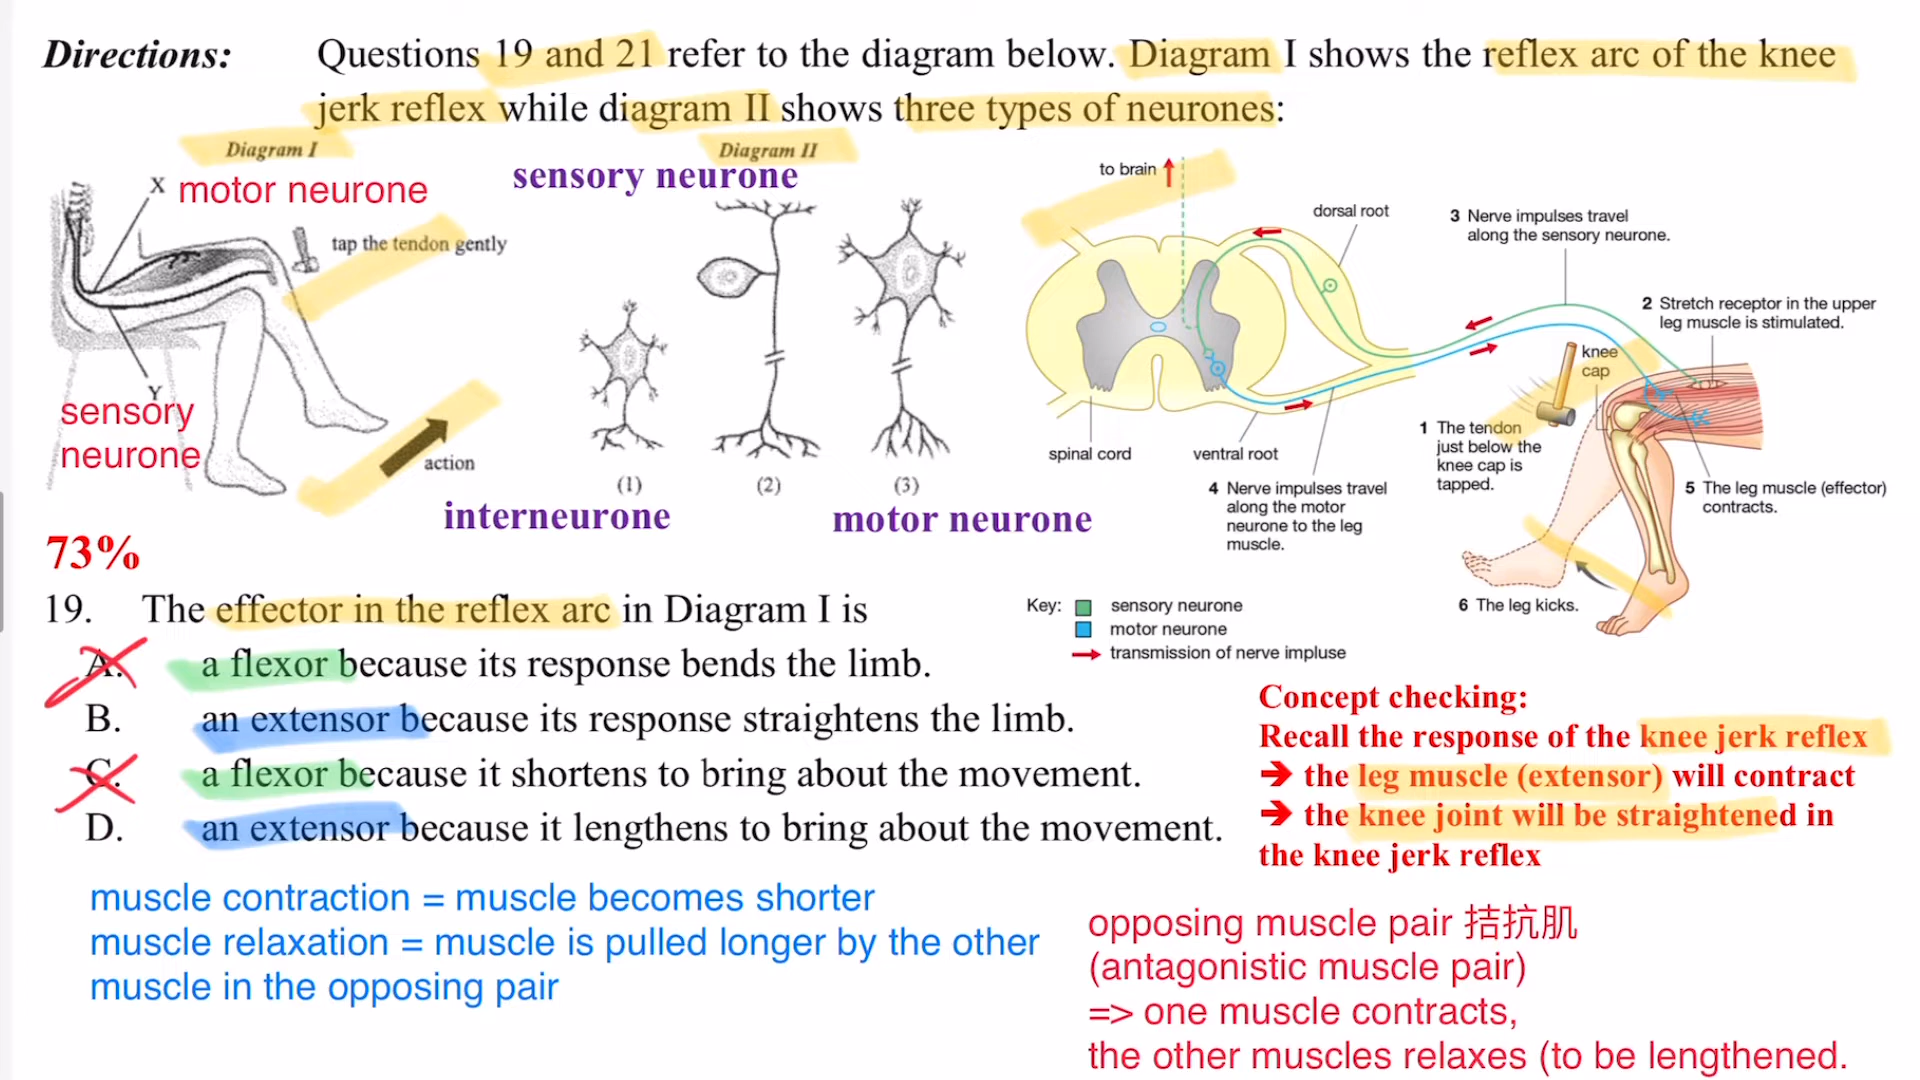 Directions: Questions 19 and 21 refer to the diagram below. Diagram I shows the reflex arc of the knee
jerk reflex while diagram II shows three types of neurones:
Diagram I
Diagram II
X motor neurone
sensory neurone
tap the tendon gently
Y
sensory
neurone
action
(1)
(2)
(3)
interneurone
motor neurone
to brain
dorsal root
3 Nerve impulses travel
along the sensory neurone.
2 Stretch receptor in the upper
leg muscle is stimulated.
knee
cap
1 The tendon
just below the
knee cap is
tapped.
spinal cord
ventral root
4 Nerve impulses travel
along the motor
neurone to the leg
muscle.
5 The leg muscle (effector)
contracts.
6 The leg kicks.
Key: sensory neurone
motor neurone
transmission of nerve impluse
73%
19. The effector in the reflex arc in Diagram I is
A. a flexor because its response bends the limb.
B. an extensor because its response straightens the limb.
C. a flexor because it shortens to bring about the movement.
D. an extensor because it lengthens to bring about the movement.
Concept checking:
Recall the response of the knee jerk reflex
➔ the leg muscle (extensor) will contract
➔ the knee joint will be straightened in
the knee jerk reflex
muscle contraction = muscle becomes shorter
muscle relaxation = muscle is pulled longer by the other
muscle in the opposing pair
opposing muscle pair 拮抗肌
(antagonistic muscle pair)
=> one muscle contracts,
the other muscles relaxes (to be lengthened.